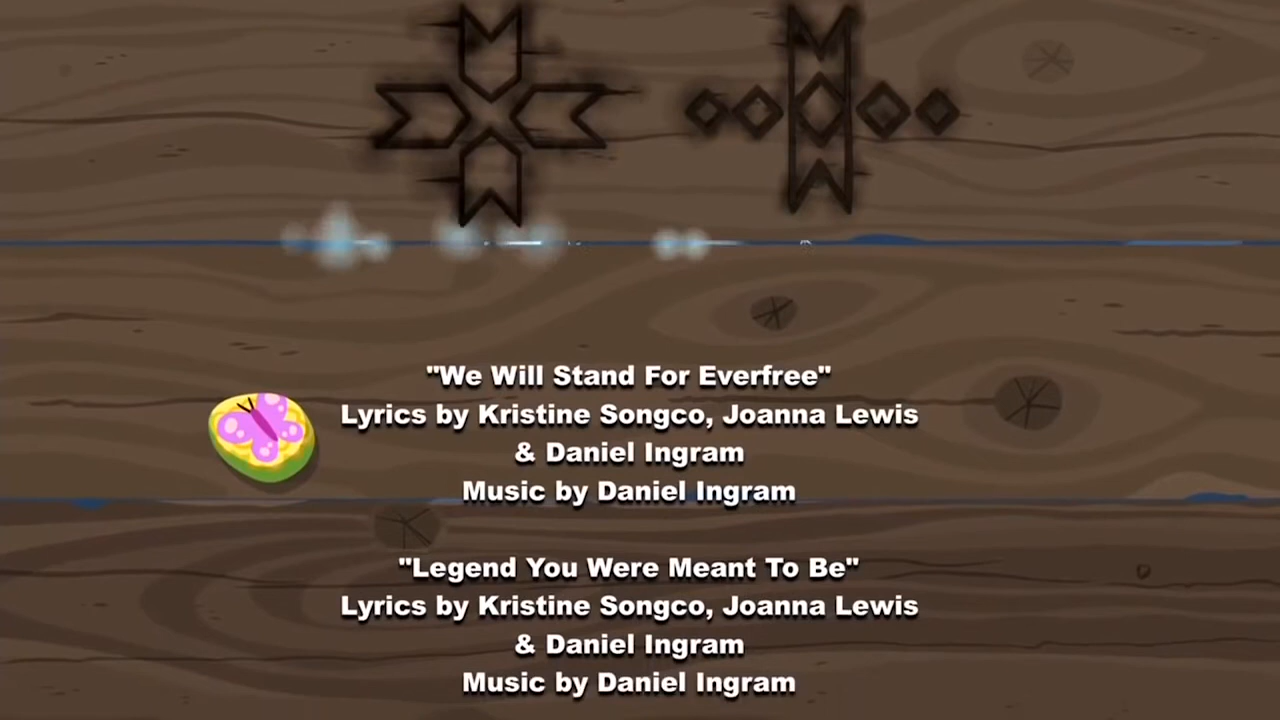 "We Will Stand For Everfree"
Lyrics by Kristine Songco, Joanna Lewis
& Daniel Ingram
Music by Daniel Ingram
"Legend You Were Meant To Be"
Lyrics by Kristine Songco, Joanna Lewis
& Daniel Ingram
Music by Daniel Ingram